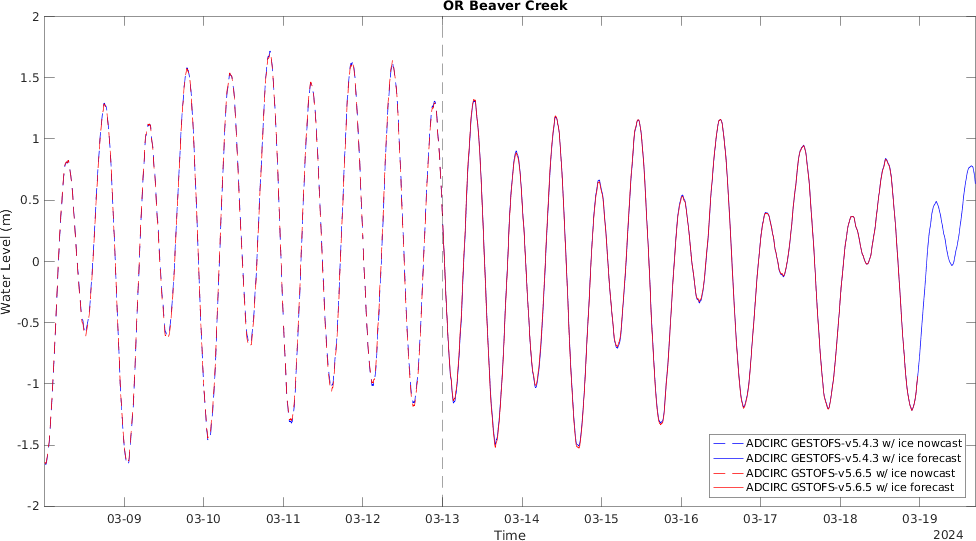 OR Beaver Creek
2
1.5
1
0.5
0
-0.5
-1
-1.5
-2
Water Level (m)
03-09 03-10 03-11 03-12 03-13 03-14 03-15 03-16 03-17 03-18 03-19
Time
2024
ADCIRC GESTOFS-v5.4.3 w/ ice nowcast
ADCIRC GESTOFS-v5.4.3 w/ ice forecast
ADCIRC GSTOFS-v5.6.5 w/ ice nowcast
ADCIRC GSTOFS-v5.6.5 w/ ice forecast